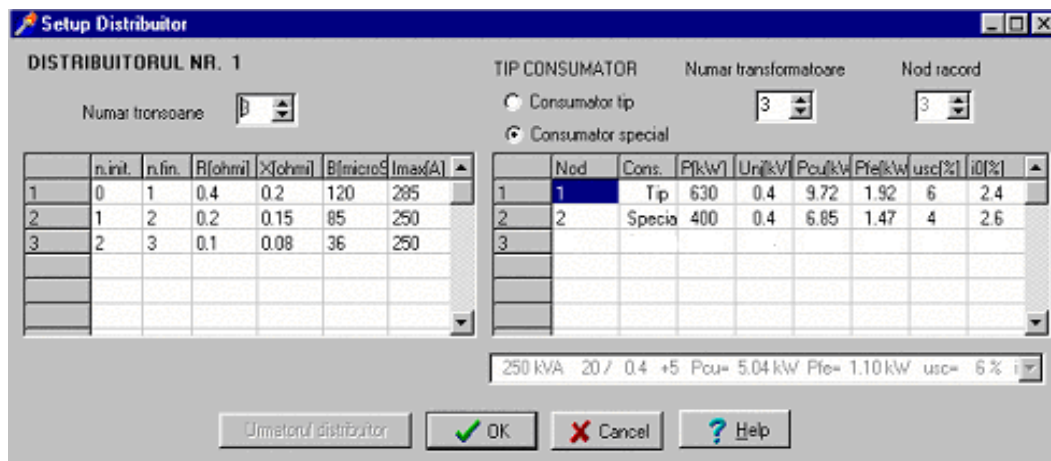 Setup Distribuitor
DISTRIBUITORUL NR. 1
Numar tronsoane 3
TIP CONSUMATOR
Consumator tip
Consumator special
Numar transformatoare
3
Nod racord
3
n.init. n.fin. R[ohmi] X[ohmi] B[microS Imax[A]
1 0 1 0.4 0.2 120 285
2 1 2 0.2 0.15 85 250
3 2 3 0.1 0.08 36 250
Nod Cons. P[kW] Un[kV] Pcu[kW Pfe[kW usc[%] i0[%]
1 1 Tip 630 0.4 9.72 1.92 6 2.4
2 2 Specia 400 0.4 6.85 1.47 4 2.6
3
250 kVA 20 / 0.4 +5 Pcu= 5.04 kW Pfe= 1.10 kW usc= 6 % i
Urmatorul distribuitor
OK
Cancel
Help